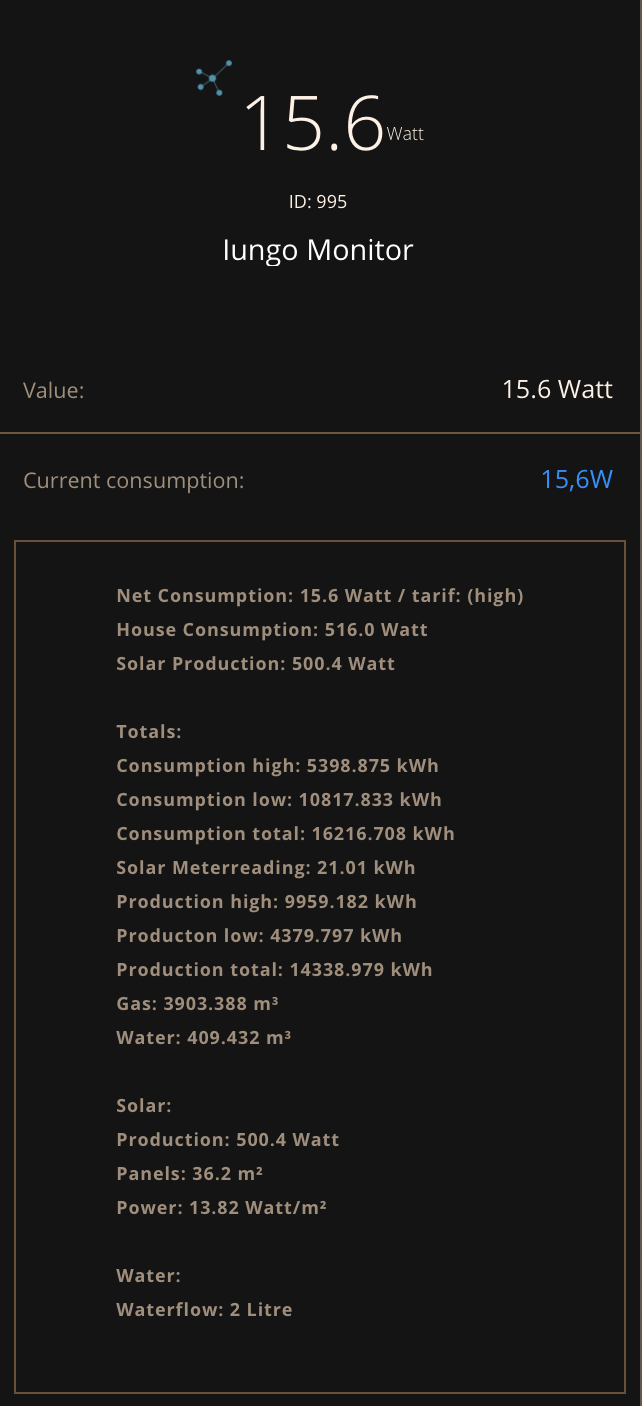 15.6 Watt
ID: 995
Iungo Monitor
Value: 15.6 Watt
Current consumption: 15,6W
Net Consumption: 15.6 Watt / tarif: (high)
House Consumption: 516.0 Watt
Solar Production: 500.4 Watt
Totals:
Consumption high: 5398.875 kWh
Consumption low: 10817.833 kWh
Consumption total: 16216.708 kWh
Solar Meterreading: 21.01 kWh
Production high: 9959.182 kWh
Producton low: 4379.797 kWh
Production total: 14338.979 kWh
Gas: 3903.388 m³
Water: 409.432 m³
Solar:
Production: 500.4 Watt
Panels: 36.2 m²
Power: 13.82 Watt/m²
Water:
Waterflow: 2 Litre